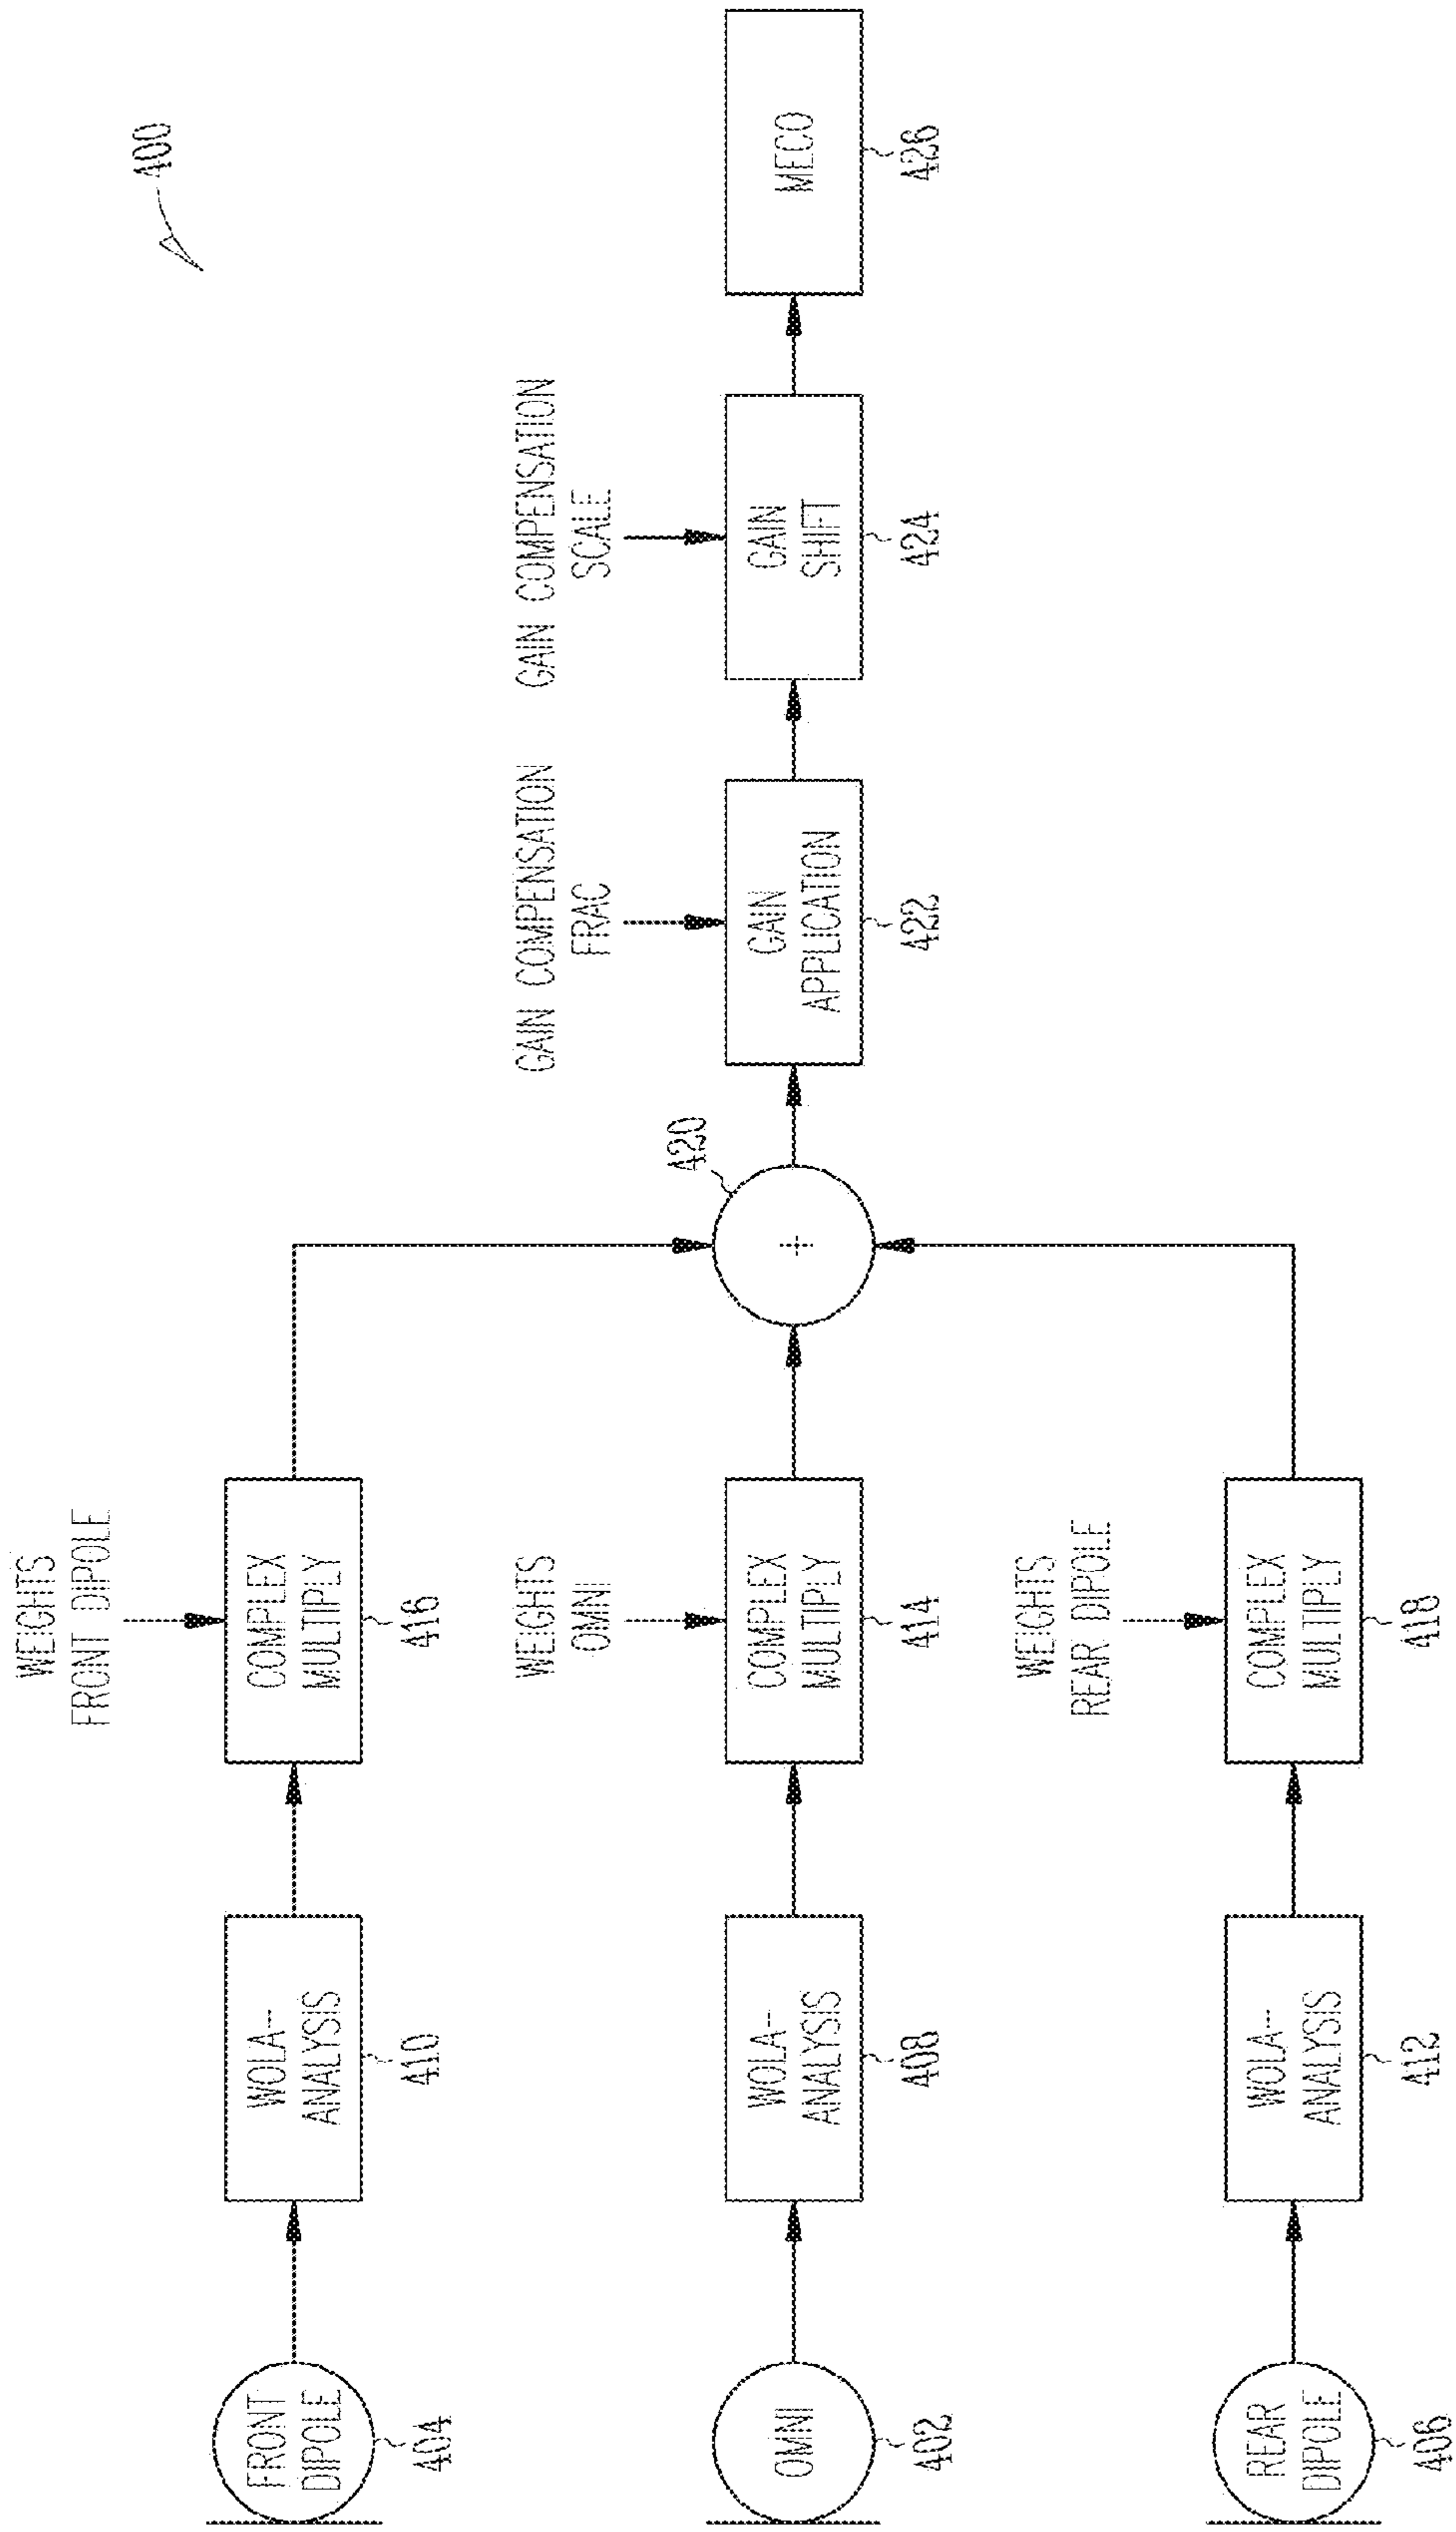 400
WEIGHTS
FRONT DIPOLE
FRONT
DIPOLE
404
WOLA-
ANALYSIS
410
COMPLEX
MULTIPLY
416
WEIGHTS
OMNI
OMNI
402
WOLA-
ANALYSIS
408
COMPLEX
MULTIPLY
414
+
420
GAIN COMPENSATION
FRAC
GAIN
APPLICATION
422
GAIN COMPENSATION
SCALE
GAIN
SHIFT
424
MECO
426
WEIGHTS
REAR DIPOLE
REAR
DIPOLE
406
WOLA-
ANALYSIS
412
COMPLEX
MULTIPLY
418